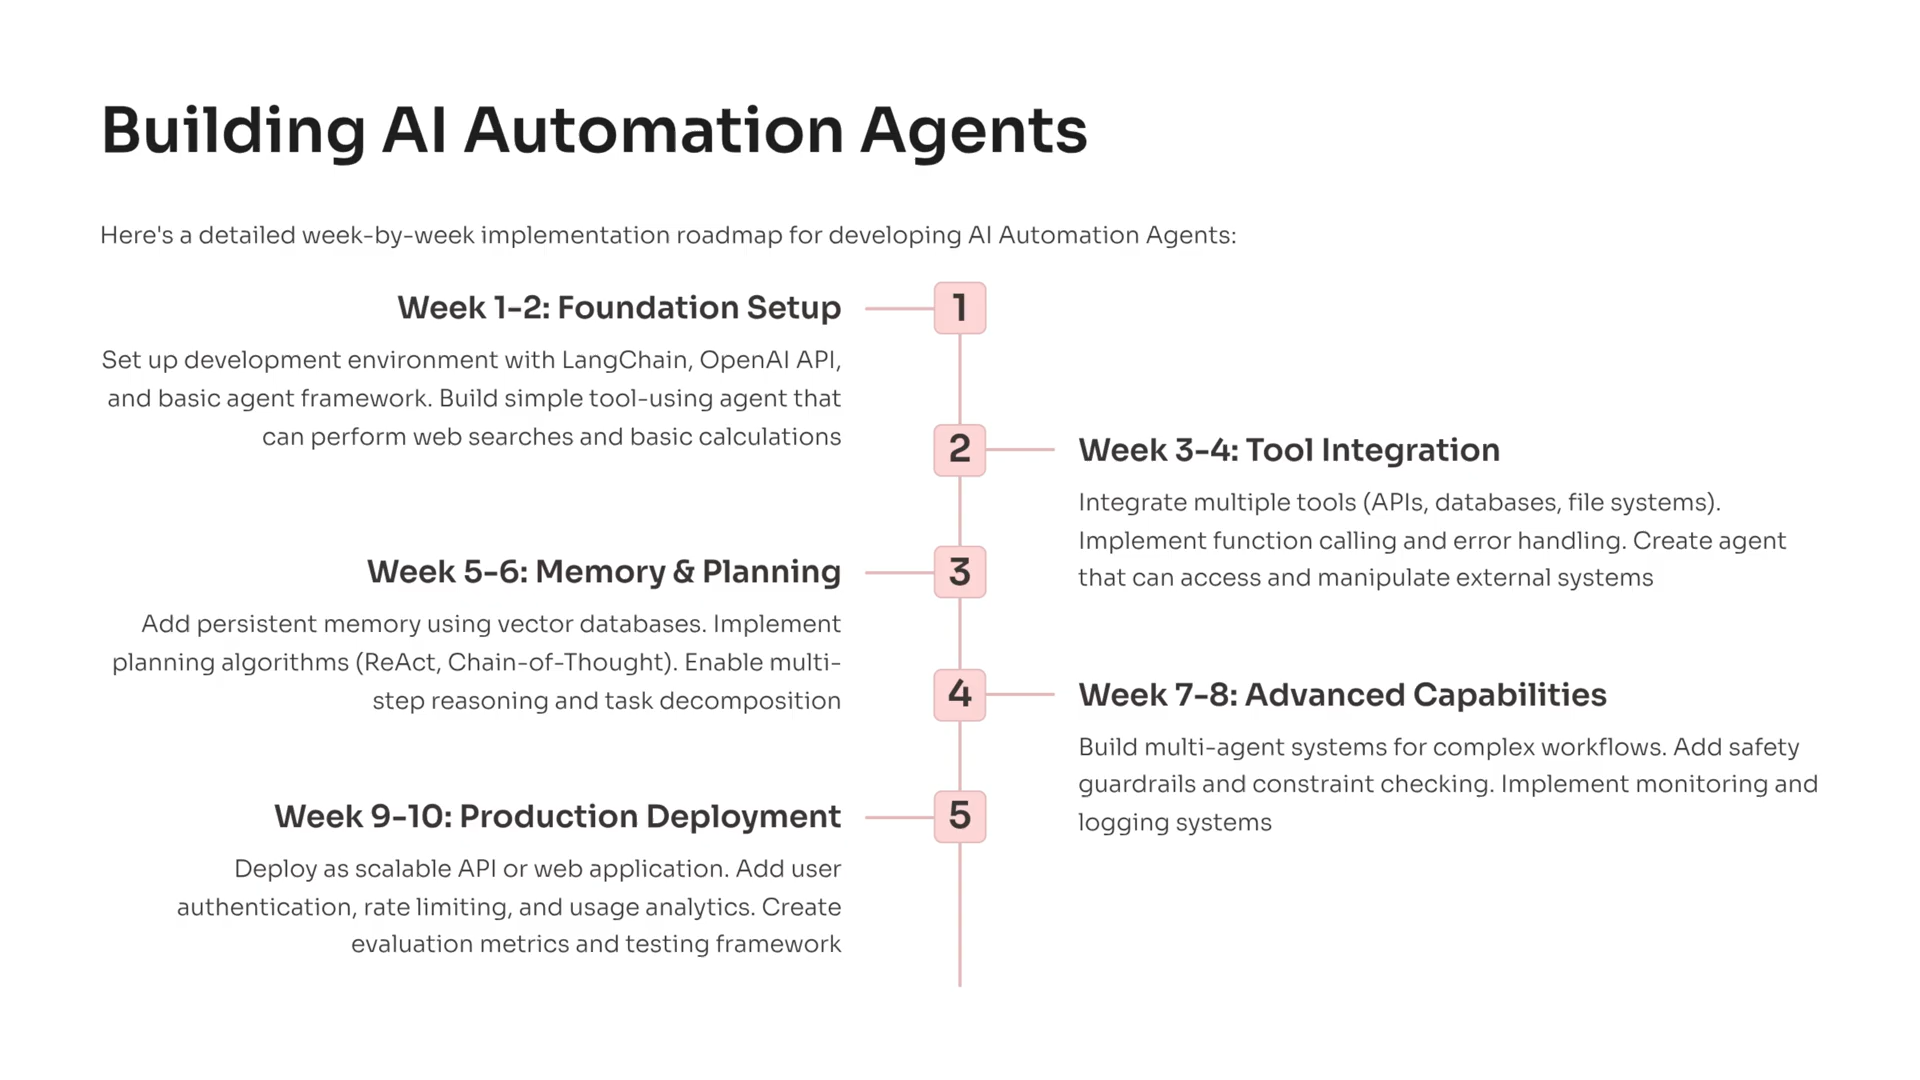 Building AI Automation Agents
Here's a detailed week-by-week implementation roadmap for developing AI Automation Agents:
1
Week 1-2: Foundation Setup
Set up development environment with LangChain, OpenAI API,
and basic agent framework. Build simple tool-using agent that
can perform web searches and basic calculations
2
Week 3-4: Tool Integration
Integrate multiple tools (APIs, databases, file systems).
Implement function calling and error handling. Create agent
that can access and manipulate external systems
3
Week 5-6: Memory & Planning
Add persistent memory using vector databases. Implement
planning algorithms (ReAct, Chain-of-Thought). Enable multi-
step reasoning and task decomposition
4
Week 7-8: Advanced Capabilities
Build multi-agent systems for complex workflows. Add safety
guardrails and constraint checking. Implement monitoring and
logging systems
5
Week 9-10: Production Deployment
Deploy as scalable API or web application. Add user
authentication, rate limiting, and usage analytics. Create
evaluation metrics and testing framework